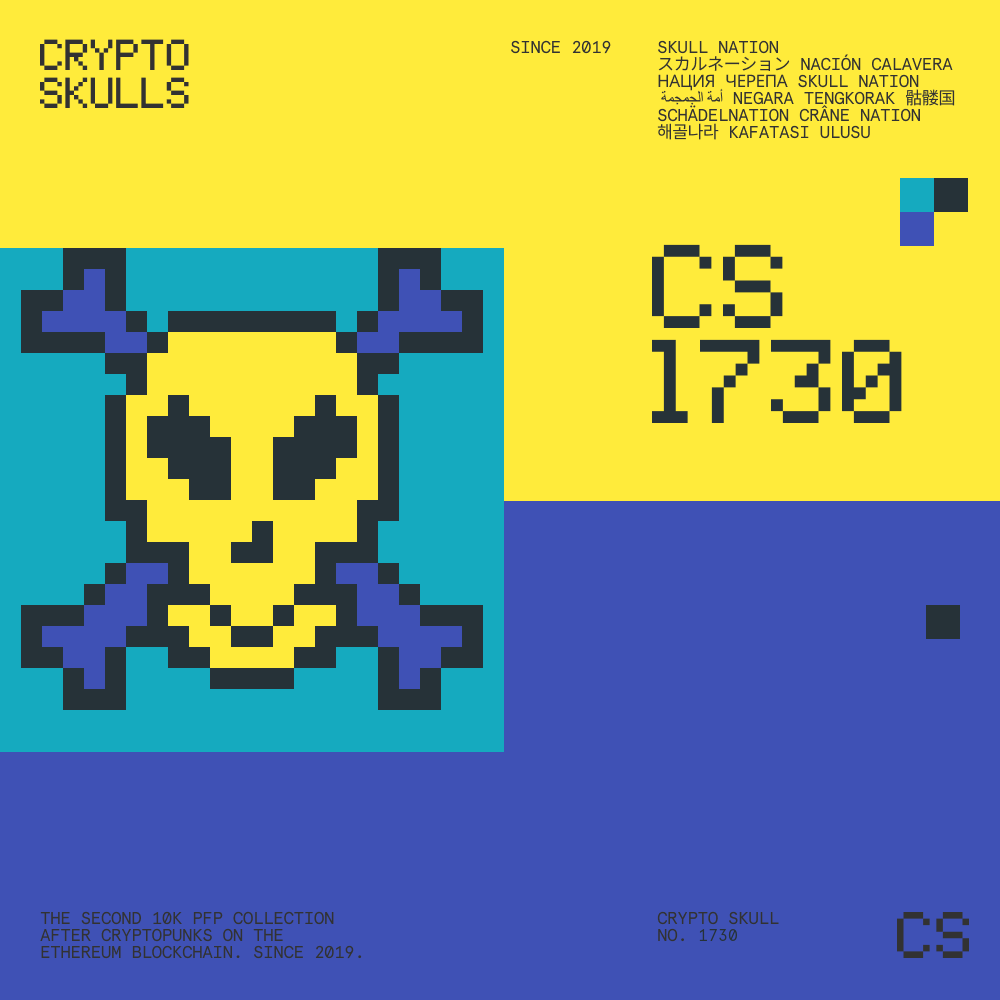 CRYPTO
SKULLS
SINCE 2019
SKULL NATION
スカルネーション NACIÓN CALAVERA
НАЦИЯ ЧЕРЕПА SKULL NATION
أمة الجمجمة NEGARA TENGKORAK 骷髅国
SCHÄDELNATION CRÂNE NATION
해골나라 KAFATASI ULUSU
CS
1730
THE SECOND 10K PFP COLLECTION
AFTER CRYPTOPUNKS ON THE
ETHEREUM BLOCKCHAIN. SINCE 2019.
CRYPTO SKULL
NO. 1730
CS